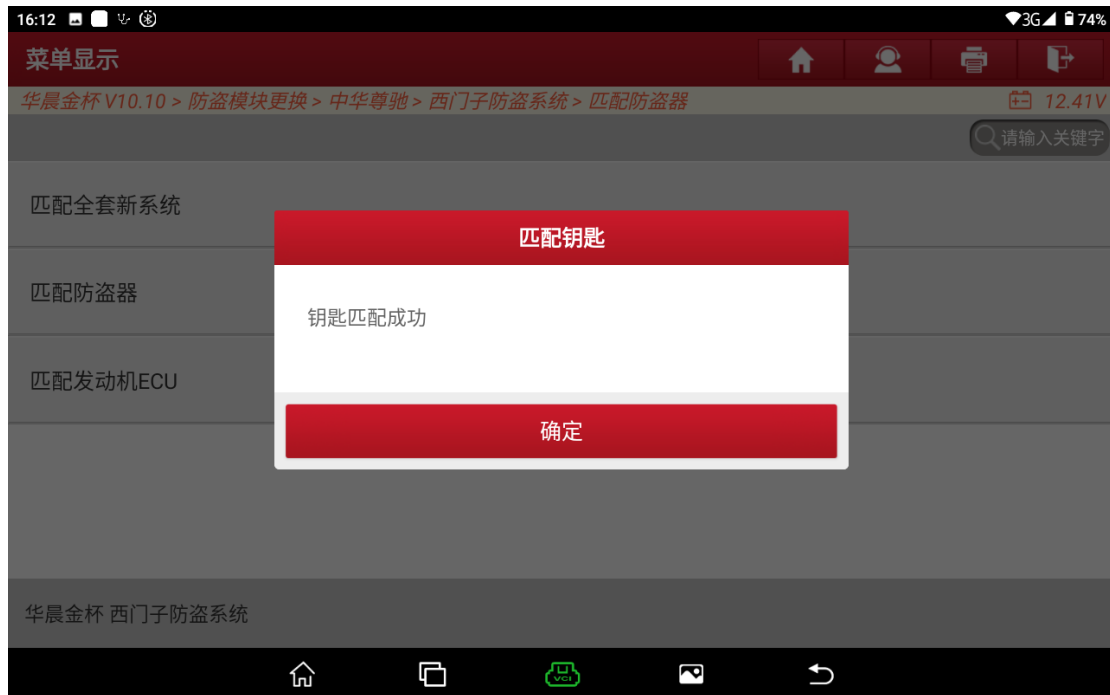 16:12
3G 74%
菜单显示
华晨金杯 V10.10 > 防盗模块更换 > 中华尊驰 > 西门子防盗系统 > 匹配防盗器
12.41V
请输入关键字
匹配全套新系统
匹配钥匙
匹配防盗器
钥匙匹配成功
匹配发动机ECU
确定
华晨金杯 西门子防盗系统
VCI